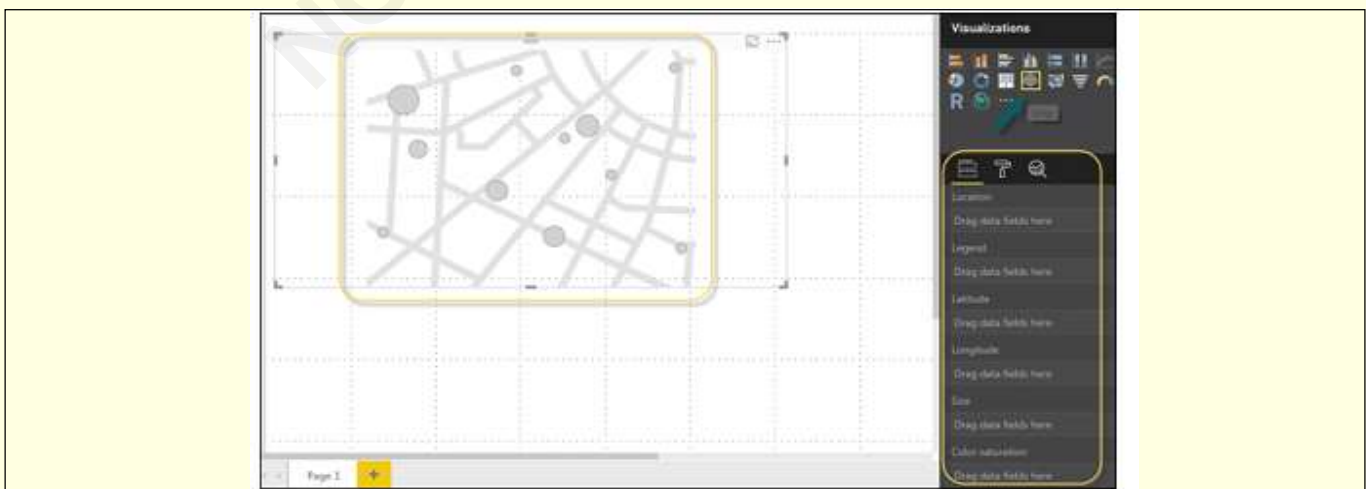 Visualizations
R
Location
Drag data fields here
Legend
Drag data fields here
Latitude
Drag data fields here
Longitude
Drag data fields here
Size
Drag data fields here
Color saturation
Drag data fields here
Page 1